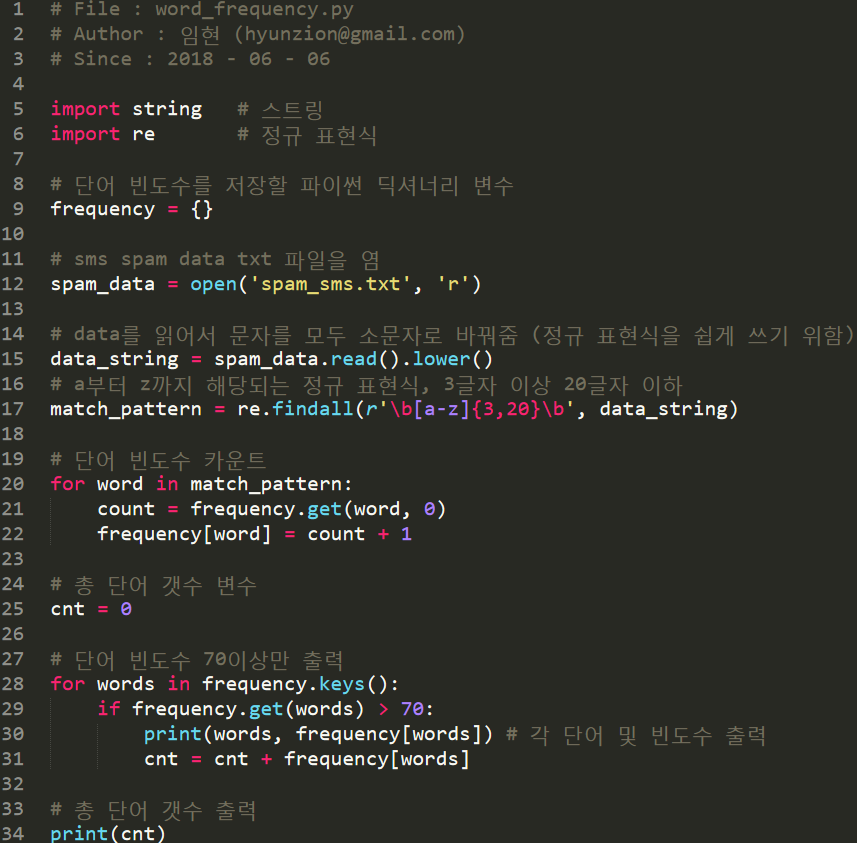 1 # File : word_frequency.py
2 # Author : 임현 (hyunzion@gmail.com)
3 # Since : 2018 - 06 - 06
4
5 import string   # 스트링
6 import re       # 정규 표현식
7
8 # 단어 빈도수를 저장할 파이썬 딕셔너리 변수
9 frequency = {}
10
11 # sms spam data txt 파일을 염
12 spam_data = open('spam_sms.txt', 'r')
13
14 # data를 읽어서 문자를 모두 소문자로 바꿔줌 (정규 표현식을 쉽게 쓰기 위함)
15 data_string = spam_data.read().lower()
16 # a부터 z까지 해당되는 정규 표현식, 3글자 이상 20글자 이하
17 match_pattern = re.findall(r'\b[a-z]{3,20}\b', data_string)
18
19 # 단어 빈도수 카운트
20 for word in match_pattern:
21     count = frequency.get(word, 0)
22     frequency[word] = count + 1
23
24 # 총 단어 갯수 변수
25 cnt = 0
26
27 # 단어 빈도수 70이상만 출력
28 for words in frequency.keys():
29     if frequency.get(words) > 70:
30         print(words, frequency[words]) # 각 단어 및 빈도수 출력
31         cnt = cnt + frequency[words]
32
33 # 총 단어 갯수 출력
34 print(cnt)